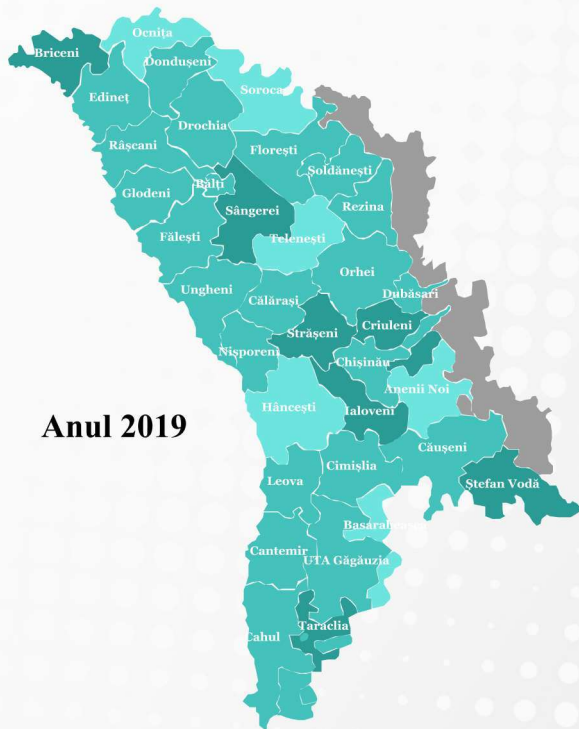 Ocnița
Briceni
Dondușeni
Edineț
Soroca
Drochia
Râșcani
Florești
Șoldănești
Glodeni
Bălți
Sângerei
Rezina
Fălești
Telenești
Orhei
Ungheni
Călărași
Dubăsari
Strășeni
Criuleni
Nisporeni
Chișinău
Anenii Noi
Hâncești
Ialoveni
Anul 2019
Căușeni
Cimișlia
Leova
Ștefan Vodă
Basarabeasca
Cantemir
UTA Găgăuzia
Taraclia
Cahul